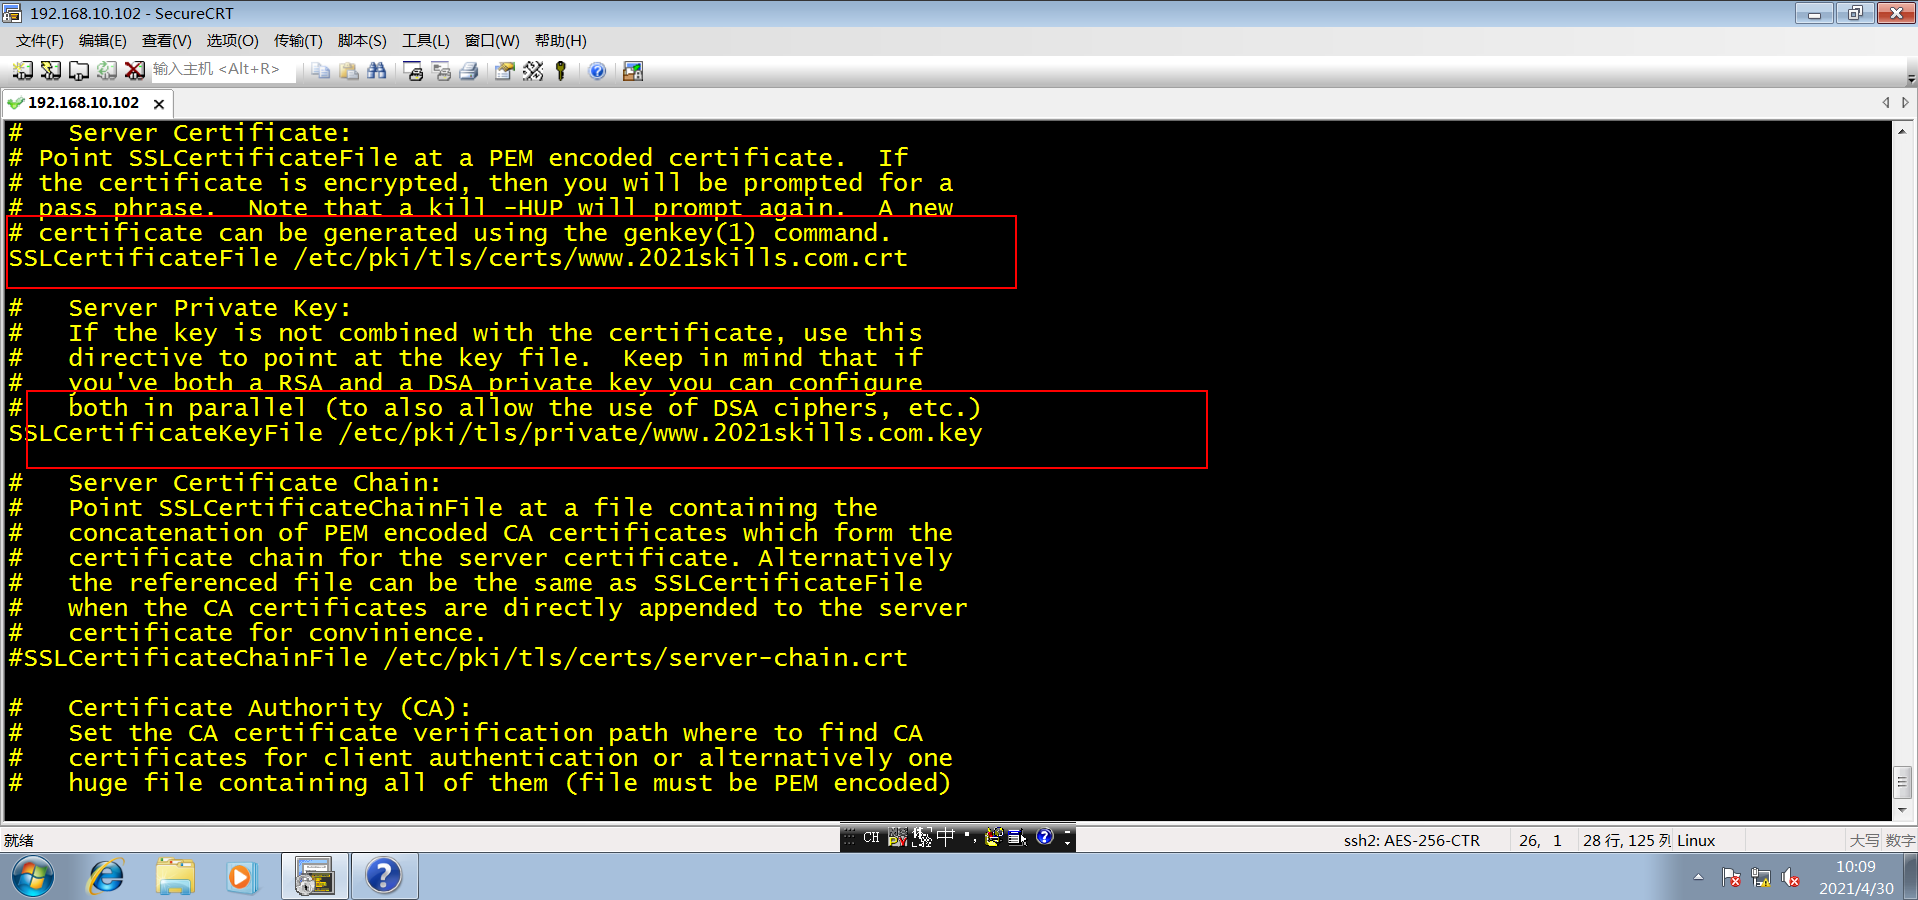 192.168.10.102 - SecureCRT
文件(F) 编辑(E) 查看(V) 选项(O) 传输(T) 脚本(S) 工具(L) 窗口(W) 帮助(H)
输入主机 <Alt+R>
192.168.10.102
#   Server Certificate:
# Point SSLCertificateFile at a PEM encoded certificate.  If
# the certificate is encrypted, then you will be prompted for a
# pass phrase.  Note that a kill -HUP will prompt again.  A new
# certificate can be generated using the genkey(1) command.
SSLCertificateFile /etc/pki/tls/certs/www.2021skills.com.crt
#   Server Private Key:
#   If the key is not combined with the certificate, use this
#   directive to point at the key file.  Keep in mind that if
#   you've both a RSA and a DSA private key you can configure
#   both in parallel (to also allow the use of DSA ciphers, etc.)
SSLCertificateKeyFile /etc/pki/tls/private/www.2021skills.com.key
#   Server Certificate Chain:
#   Point SSLCertificateChainFile at a file containing the
#   concatenation of PEM encoded CA certificates which form the
#   certificate chain for the server certificate. Alternatively
#   the referenced file can be the same as SSLCertificateFile
#   when the CA certificates are directly appended to the server
#   certificate for convinience.
#SSLCertificateChainFile /etc/pki/tls/certs/server-chain.crt
#   Certificate Authority (CA):
#   Set the CA certificate verification path where to find CA
#   certificates for client authentication or alternatively one
#   huge file containing all of them (file must be PEM encoded)
就绪
CH 中
ssh2: AES-256-CTR 26, 1 28 行, 125 列 Linux 大写 数字
10:09
2021/4/30